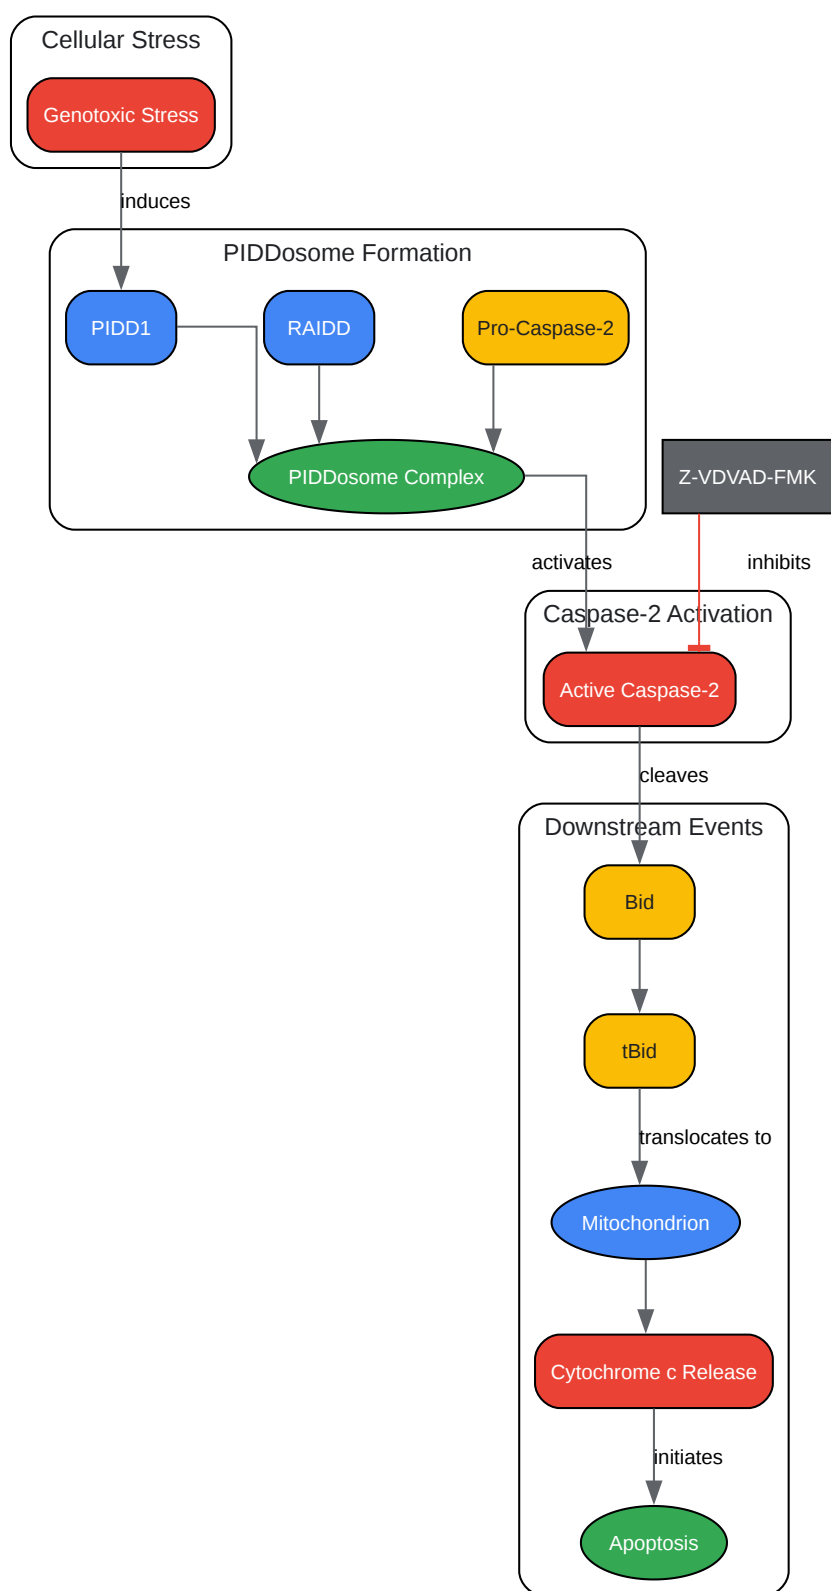 Cellular Stress
Genotoxic Stress
induces
PIDDosome Formation
PIDD1
RAIDD
Pro-Caspase-2
PIDDosome Complex
Z-VDVAD-FMK
activates
inhibits
Caspase-2 Activation
Active Caspase-2
cleaves
Downstream Events
Bid
tBid
translocates to
Mitochondrion
Cytochrome c Release
initiates
Apoptosis